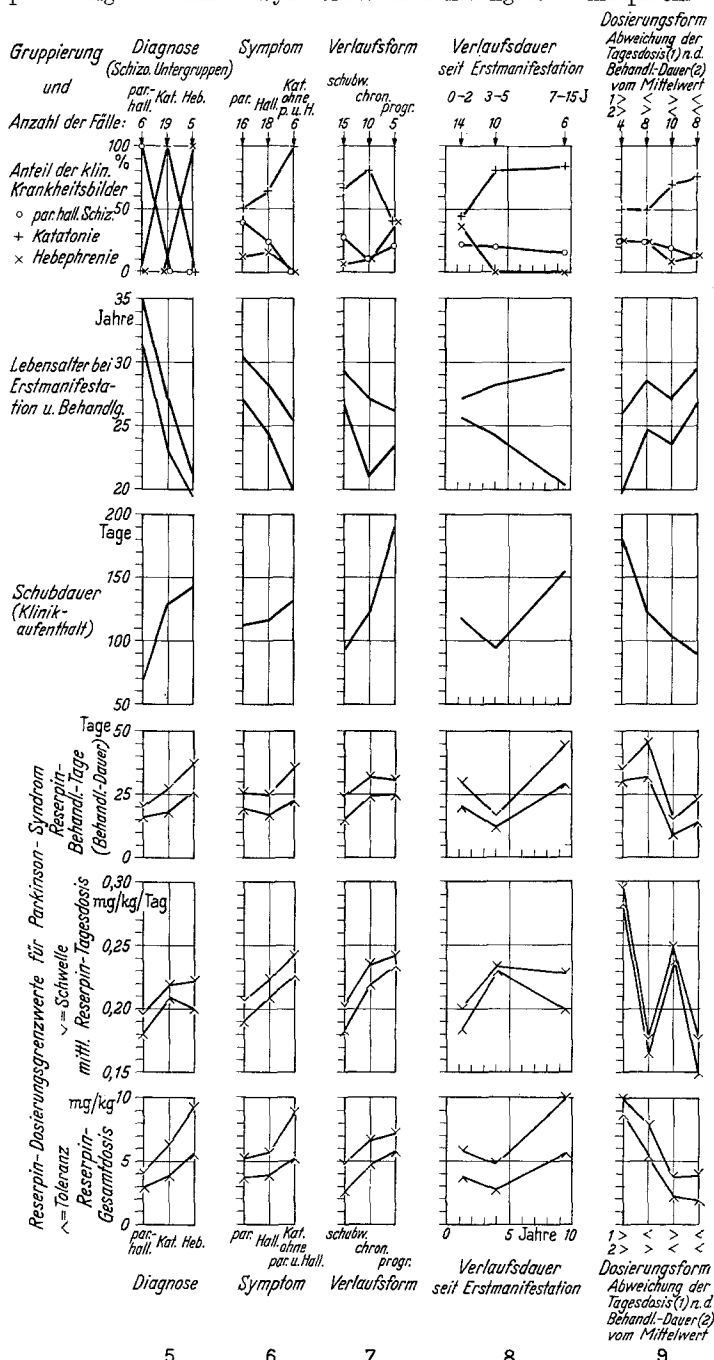 Gruppierung
und
Anzahl der Fälle:
Diagnose
(Schizo. Untergruppen)
par.-
hall. Kat. Heb.
6 19 5
Symptom
Kat.
ohne
par. Hall. p. u. H.
16 18 6
Verlaufsform
schubw.
chron.
progr.
15 10 5
Verlaufsdauer
seit Erstmanifestation
0-2 3-5 7-15 J
14 10 6
Dosierungsform
Abweichung der
Tagesdosis(1) n. d.
Behandl.-Dauer(2)
vom Mittelwert
1> < > <
2> > < <
4 8 10 8
Anteil der klin.
Krankheitsbilder
o par. hall. Schiz.
+ Katatonie
× Hebephrenie
100
%
50
0
Lebensalter bei
Erstmanifesta-
tion u. Behandlg.
35
Jahre
30
25
20
Schubdauer
(Klinik-
aufenthalt)
200
Tage
150
100
50
Reserpin-Dosierungsgrenzwerte für Parkinson-Syndrom
∧=Toleranz ∨=Schwelle
Reserpin-
Behandl.-Tage
(Behandl.-Dauer)
Tage 50
25
0
mittl. Reserpin-Tagesdosis
0,30
mg/kg/Tag
0,25
0,20
0,15
Reserpin-
Gesamtdosis
mg/kg 10
5
0
par.-
hall. Kat. Heb.
Diagnose
par. Hall. Kat.
ohne
par. u. Hall.
Symptom
schubw.
chron.
progr.
Verlaufsform
0 5 Jahre 10
Verlaufsdauer
seit Erstmanifestation
1> < > <
2> > < <
Dosierungsform
Abweichung der
Tagesdosis(1) n. d.
Behandl.-Dauer(2)
vom Mittelwert
5 6 7 8 9